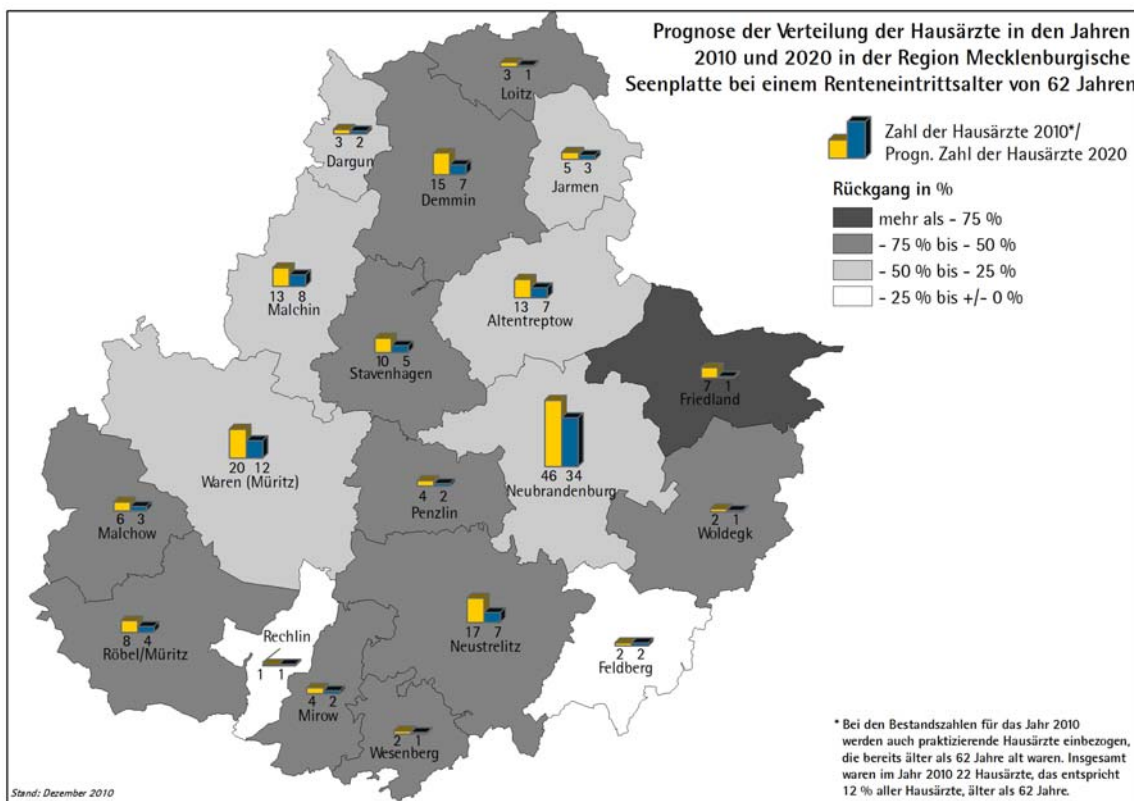 Prognose der Verteilung der Hausärzte in den Jahren
2010 und 2020 in der Region Mecklenburgische
Seenplatte bei einem Renteneintrittsalter von 62 Jahren
Zahl der Hausärzte 2010*/
Progn. Zahl der Hausärzte 2020
Rückgang in %
mehr als - 75 %
- 75 % bis - 50 %
- 50 % bis - 25 %
- 25 % bis +/- 0 %
3 1
Loitz
3 2
Dargun
15 7
Demmin
5 3
Jarmen
13 8
Malchin
13 7
Altentreptow
10 5
Stavenhagen
7 1
Friedland
20 12
Waren (Müritz)
46 34
Neubrandenburg
4 2
Penzlin
6 3
Malchow
2 1
Woldegk
8 4
Röbel/Müritz
Rechlin
1 1
17 7
Neustrelitz
2 2
Feldberg
4 2
Mirow
2 1
Wesenberg
* Bei den Bestandszahlen für das Jahr 2010
werden auch praktizierende Hausärzte einbezogen,
die bereits älter als 62 Jahre alt waren. Insgesamt
waren im Jahr 2010 22 Hausärzte, das entspricht
12 % aller Hausärzte, älter als 62 Jahre.
Stand: Dezember 2010